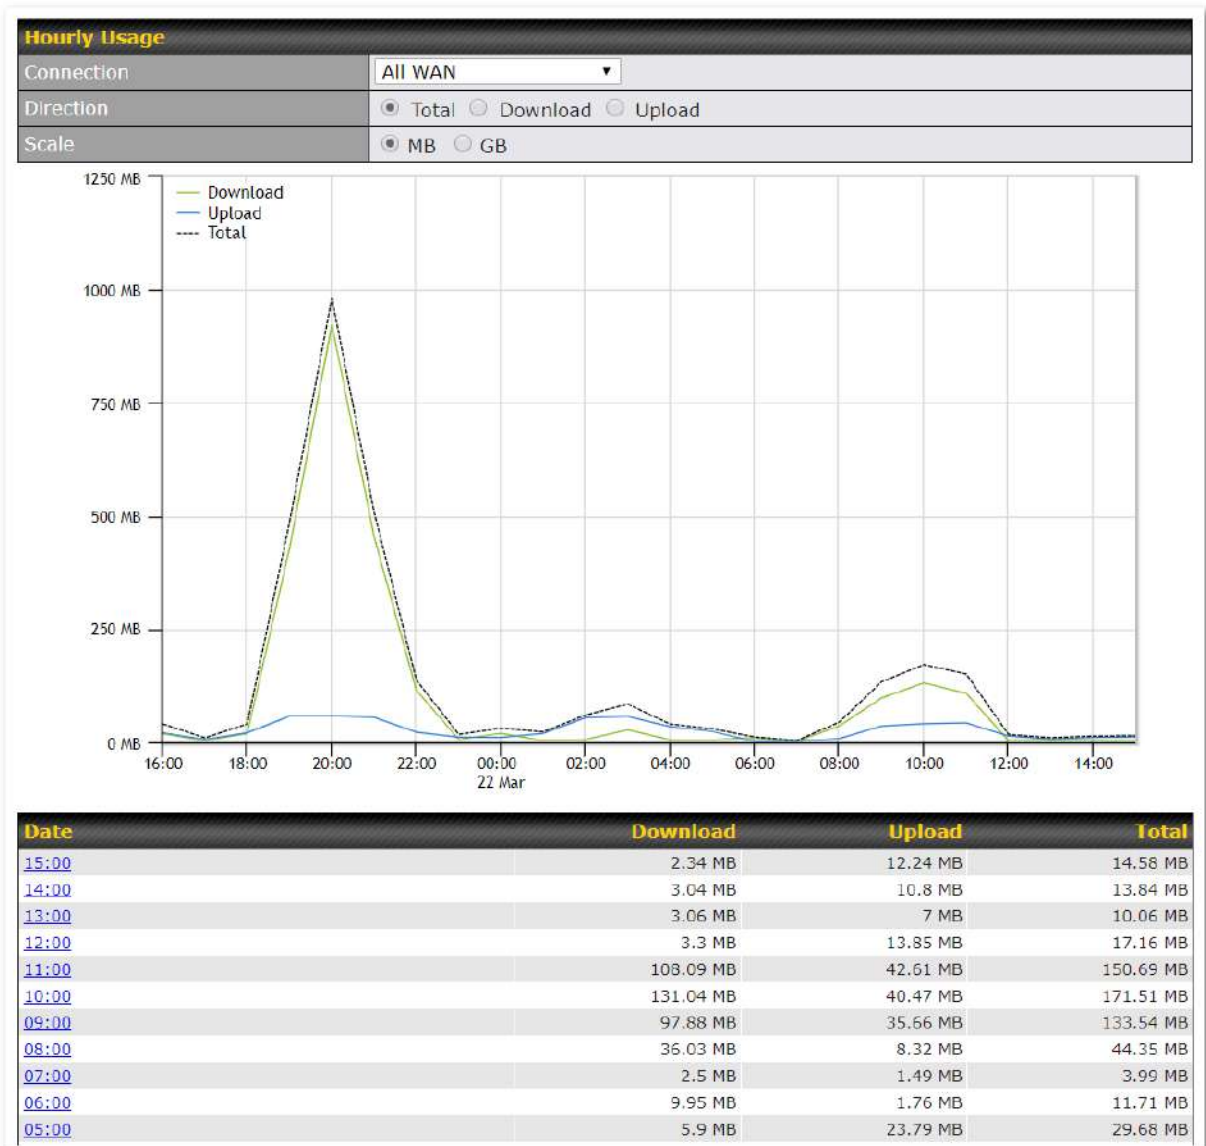 Hourly Usage
Connection All WAN
Direction Total Download Upload
Scale MB GB
1250 MB
Download
Upload
Total
1000 MB
750 MB
500 MB
250 MB
0 MB
16:00 18:00 20:00 22:00 00:00 02:00 04:00 06:00 08:00 10:00 12:00 14:00
22 Mar
Date Download Upload Total
15:00 2.34 MB 12.24 MB 14.58 MB
14:00 3.04 MB 10.8 MB 13.84 MB
13:00 3.06 MB 7 MB 10.06 MB
12:00 3.3 MB 13.85 MB 17.16 MB
11:00 108.09 MB 42.61 MB 150.69 MB
10:00 131.04 MB 40.47 MB 171.51 MB
09:00 97.88 MB 35.66 MB 133.54 MB
08:00 36.03 MB 8.32 MB 44.35 MB
07:00 2.5 MB 1.49 MB 3.99 MB
06:00 9.95 MB 1.76 MB 11.71 MB
05:00 5.9 MB 23.79 MB 29.68 MB